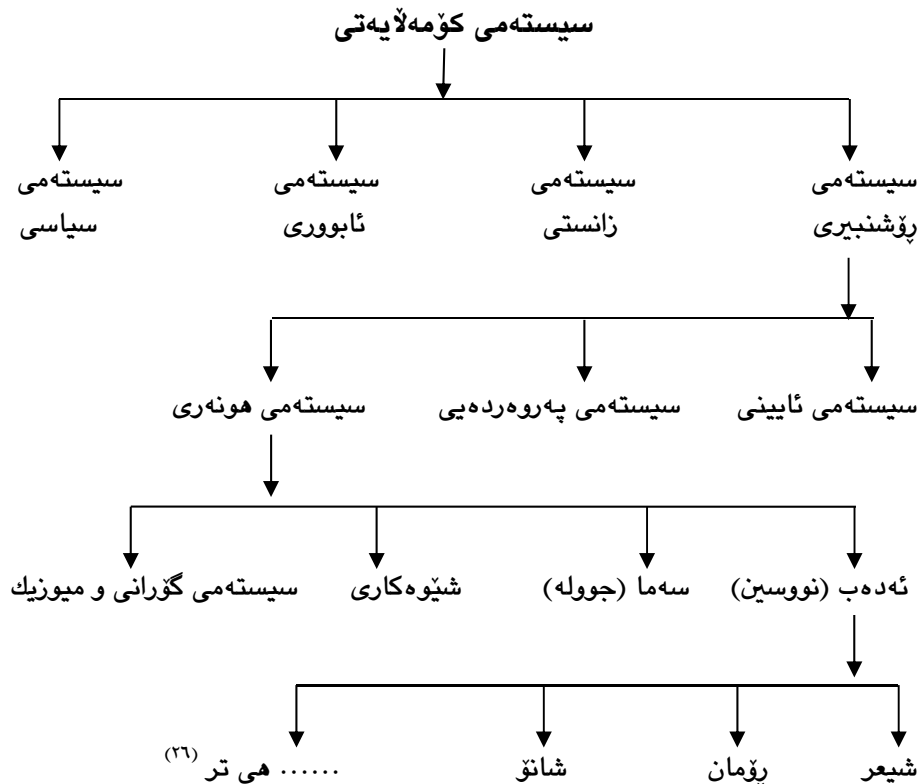 سیستەمی کۆمەڵایەتی
سیستەمی سیستەمی سیستەمی سیستەمی
ڕۆشنبیری زانستی ئابووری سیاسی
سیستەمی ئایینی سیستەمی پەروەردەیی سیستەمی هونەری
ئەدەب (نووسین) سەما (جوولە) شێوەکاری سیستەمی گۆرانی و میوزیك
شیعر ڕۆمان شانۆ ...... هی تر (٢٦)